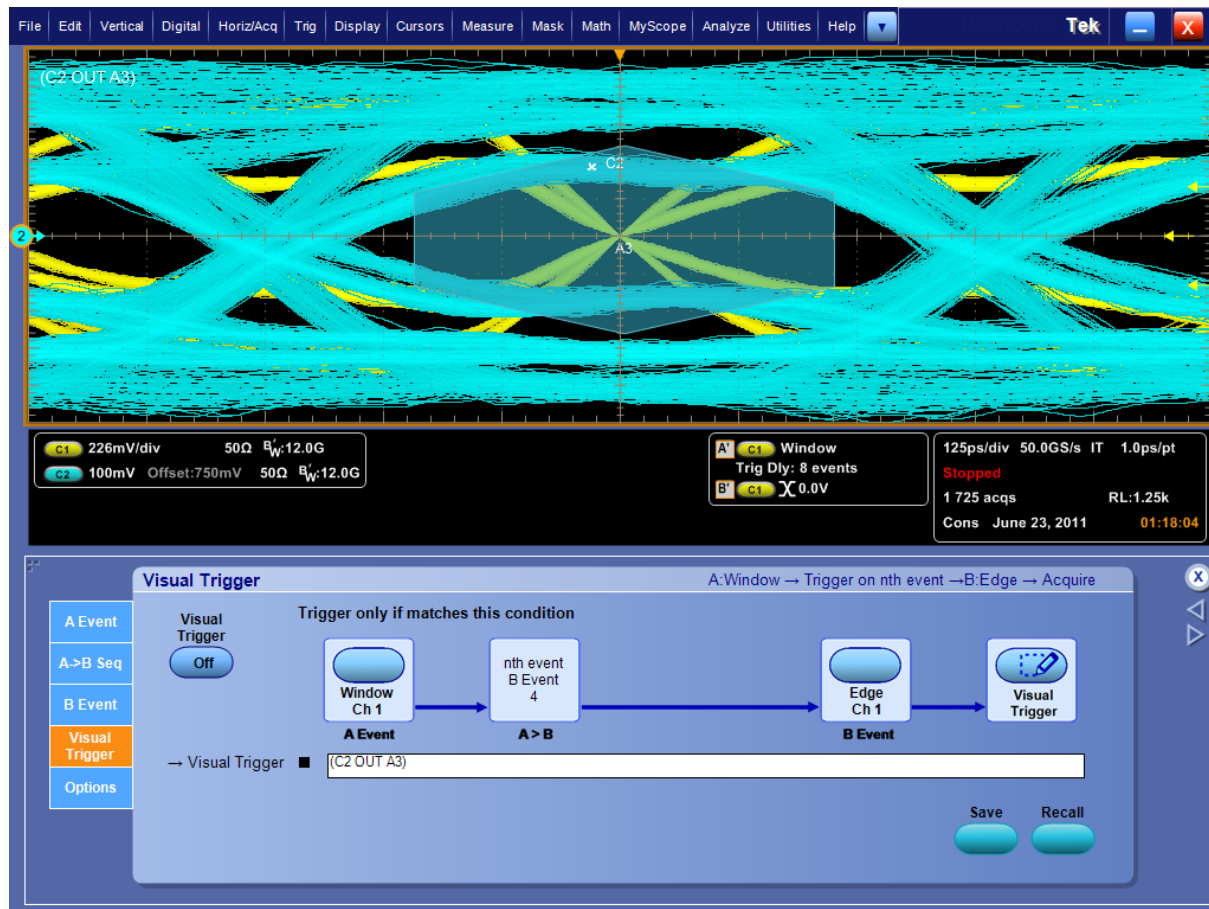 File Edit Vertical Digital Horiz/Acq Trig Display Cursors Measure Mask Math MyScope Analyze Utilities Help Tek X
(C2 OUT A3)
C2
A3
2
C1 226mV/div 50Ω B'W:12.0G
C2 100mV Offset:750mV 50Ω B'W:12.0G
A' C1 Window
Trig Dly: 8 events
B' C1 0.0V
125ps/div 50.0GS/s IT 1.0ps/pt
Stopped
1 725 acqs RL:1.25k
Cons June 23, 2011 01:18:04
Visual Trigger A:Window → Trigger on nth event →B:Edge → Acquire
X
A Event
A->B Seq
B Event
Visual
Trigger
Options
Visual
Trigger
Off
Trigger only if matches this condition
Window
Ch 1
A Event
nth event
B Event
4
A > B
Edge
Ch 1
B Event
Visual
Trigger
→ Visual Trigger (C2 OUT A3)
Save Recall